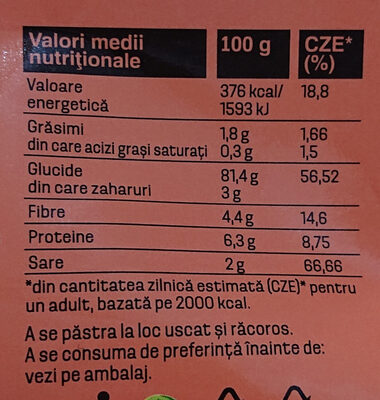 Valori medii nutriționale 100 g CZE* (%)
Valoare energetică 376 kcal/ 1593 kJ 18,8
Grăsimi 1,8 g 1,66
din care acizi grași saturați 0,3 g 1,5
Glucide 81,4 g 56,52
din care zaharuri 3 g
Fibre 4,4 g 14,6
Proteine 6,3 g 8,75
Sare 2 g 66,66
*din cantitatea zilnică estimată (CZE)* pentru
un adult, bazată pe 2000 kcal.
A se păstra la loc uscat și răcoros.
A se consuma de preferință înainte de:
vezi pe ambalaj.